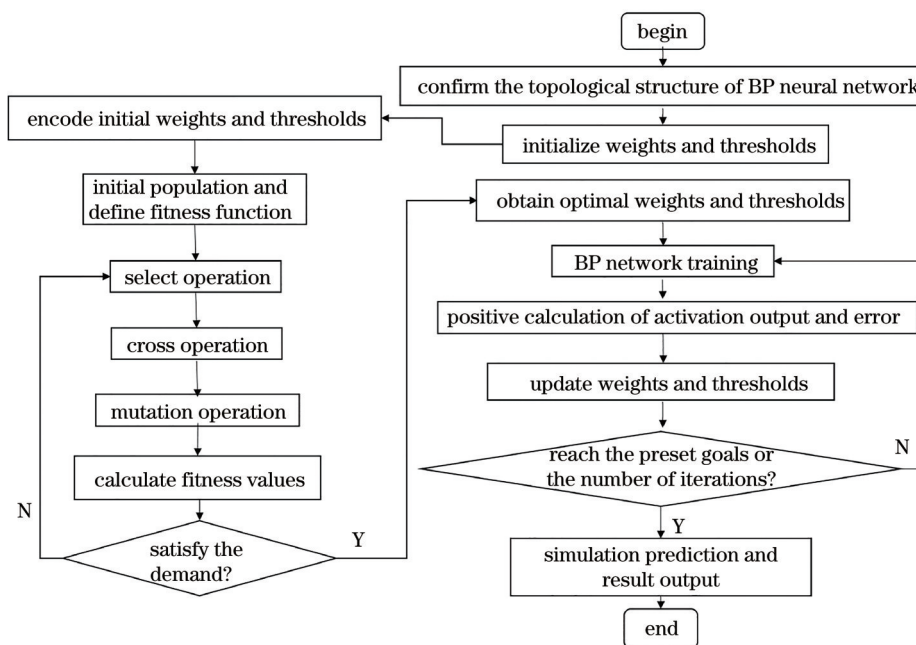 begin
confirm the topological structure of BP neural network
initialize weights and thresholds
encode initial weights and thresholds
initial population and
define fitness function
select operation
cross operation
mutation operation
calculate fitness values
satisfy the
demand?
N
Y
obtain optimal weights and thresholds
BP network training
positive calculation of activation output and error
update weights and thresholds
reach the preset goals or
the number of iterations?
N
Y
simulation prediction and
result output
end